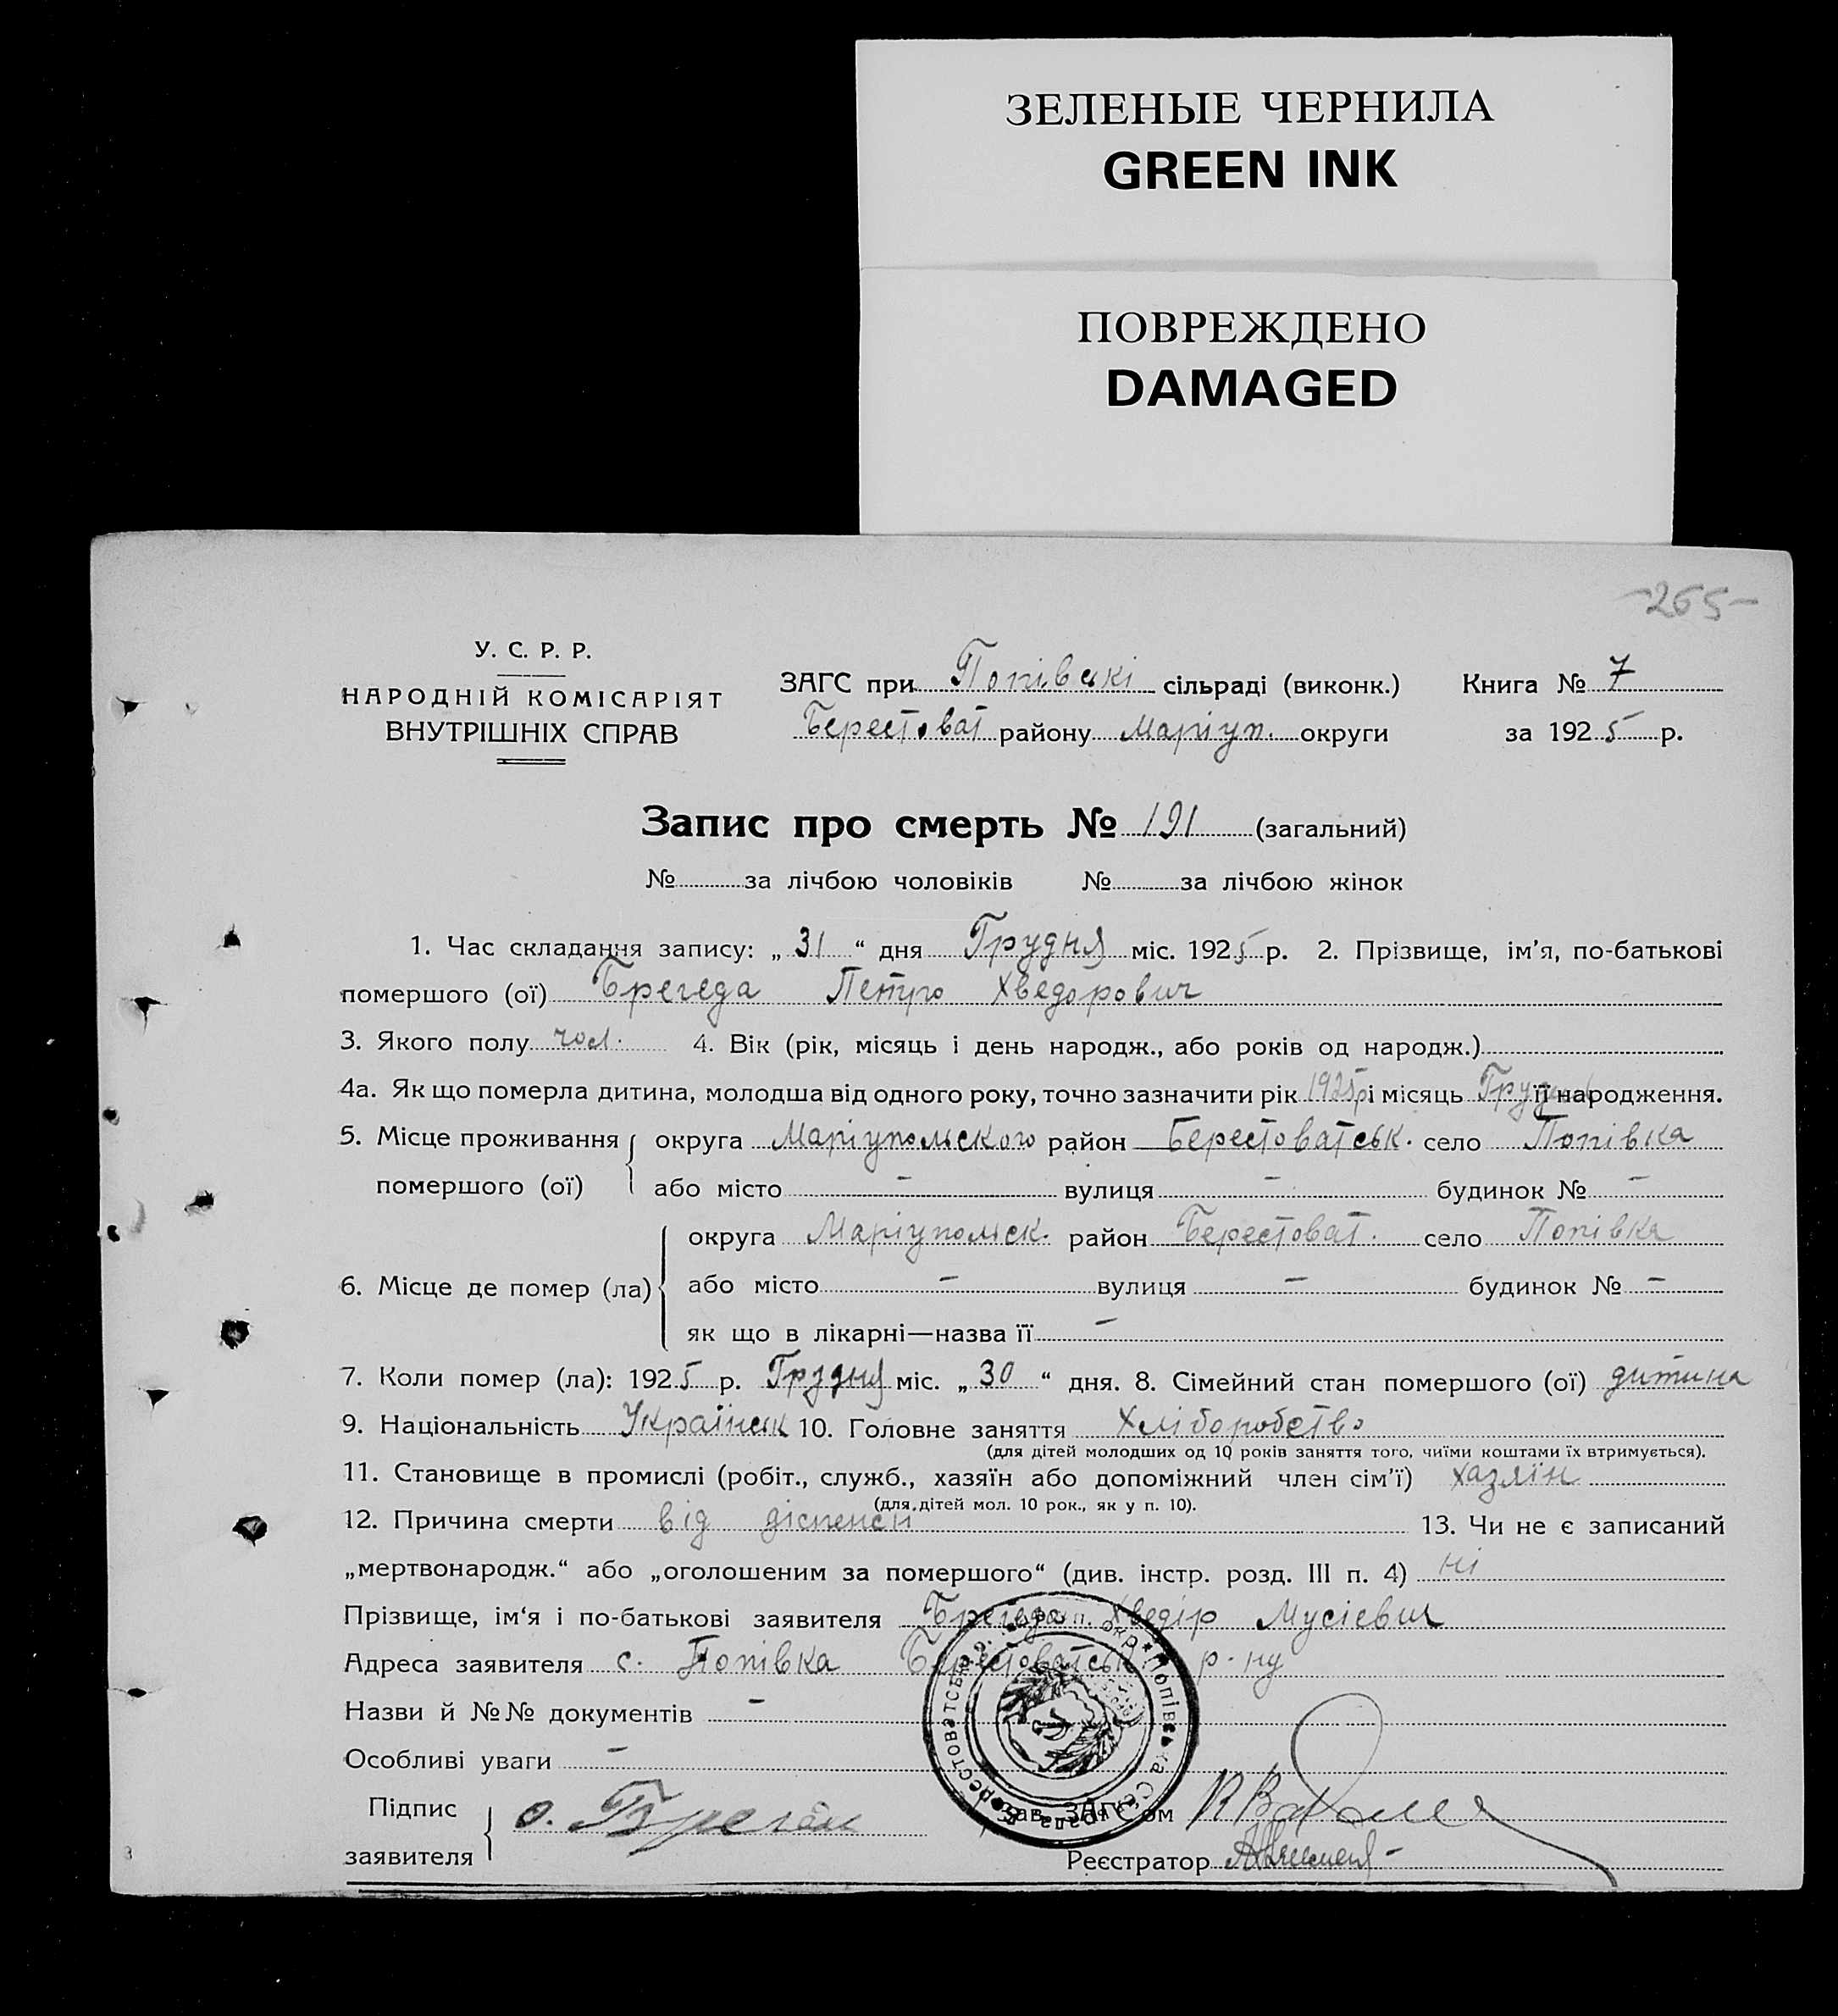 ЗЕЛЕНЫЕ ЧЕРНИЛА
GREEN INK
ПОВРЕЖДЕНО
DAMAGED
-265-
У. С. Р. Р.
НАРОДНІЙ КОМІСАРІЯТ
ВНУТРІШНІХ СПРАВ
ЗАГС при Попівскі сільраді (виконк.) Книга № 7
Берестоват району Маріуп. округи за 1925 р.
Запис про смерть № 191 (загальний)
№ за лічбою чоловіків № за лічбою жінок
1. Час складання запису: „31“ дня Грудня міс. 1925 р. 2. Прізвище, ім’я, по-батькові
помершого (ої) Брегеда Петро Хведорович
3. Якого полу чол. 4. Вік (рік, місяць і день народж., або років од народж.)
4а. Як що померла дитина, молодша від одного року, точно зазначити рік 1925р і місяць Грудня її народження.
5. Місце проживання округа Маріупольского район Берестоватськ. село Попівка
помершого (ої) або місто - вулиця - будинок № -
округа Маріупольск. район Берестоват. село Попівка
6. Місце де помер (ла) або місто - вулиця - будинок № -
як що в лікарні—назва її -
7. Коли помер (ла): 1925 р. Грудня міс. „30“ дня. 8. Сімейний стан помершого (ої) дитина
9. Національність Українськ 10. Головне заняття Хліборобство
(для дітей молодших од 10 років заняття того, чиїми коштами їх втримується).
11. Становище в промислі (робіт., служб., хазяїн або допоміжний член сім’ї) хазяїн
(для дітей мол. 10 рок., як у п. 10).
12. Причина смерти від діспепсії 13. Чи не є записаний
„мертвонародж.“ або „оголошеним за помершого“ (див. інстр. розд. III п. 4) ні
Прізвище, ім‘я і по-батькові заявителя Брегеда Хведір Мусієвич
Адреса заявителя с. Попівка Берестоватськ р-ну
Назви й №№ документів -
Особливі уваги -
Підпис
заявителя о. Брегеда
Зав. ЗАГС'ом
Реєстратор